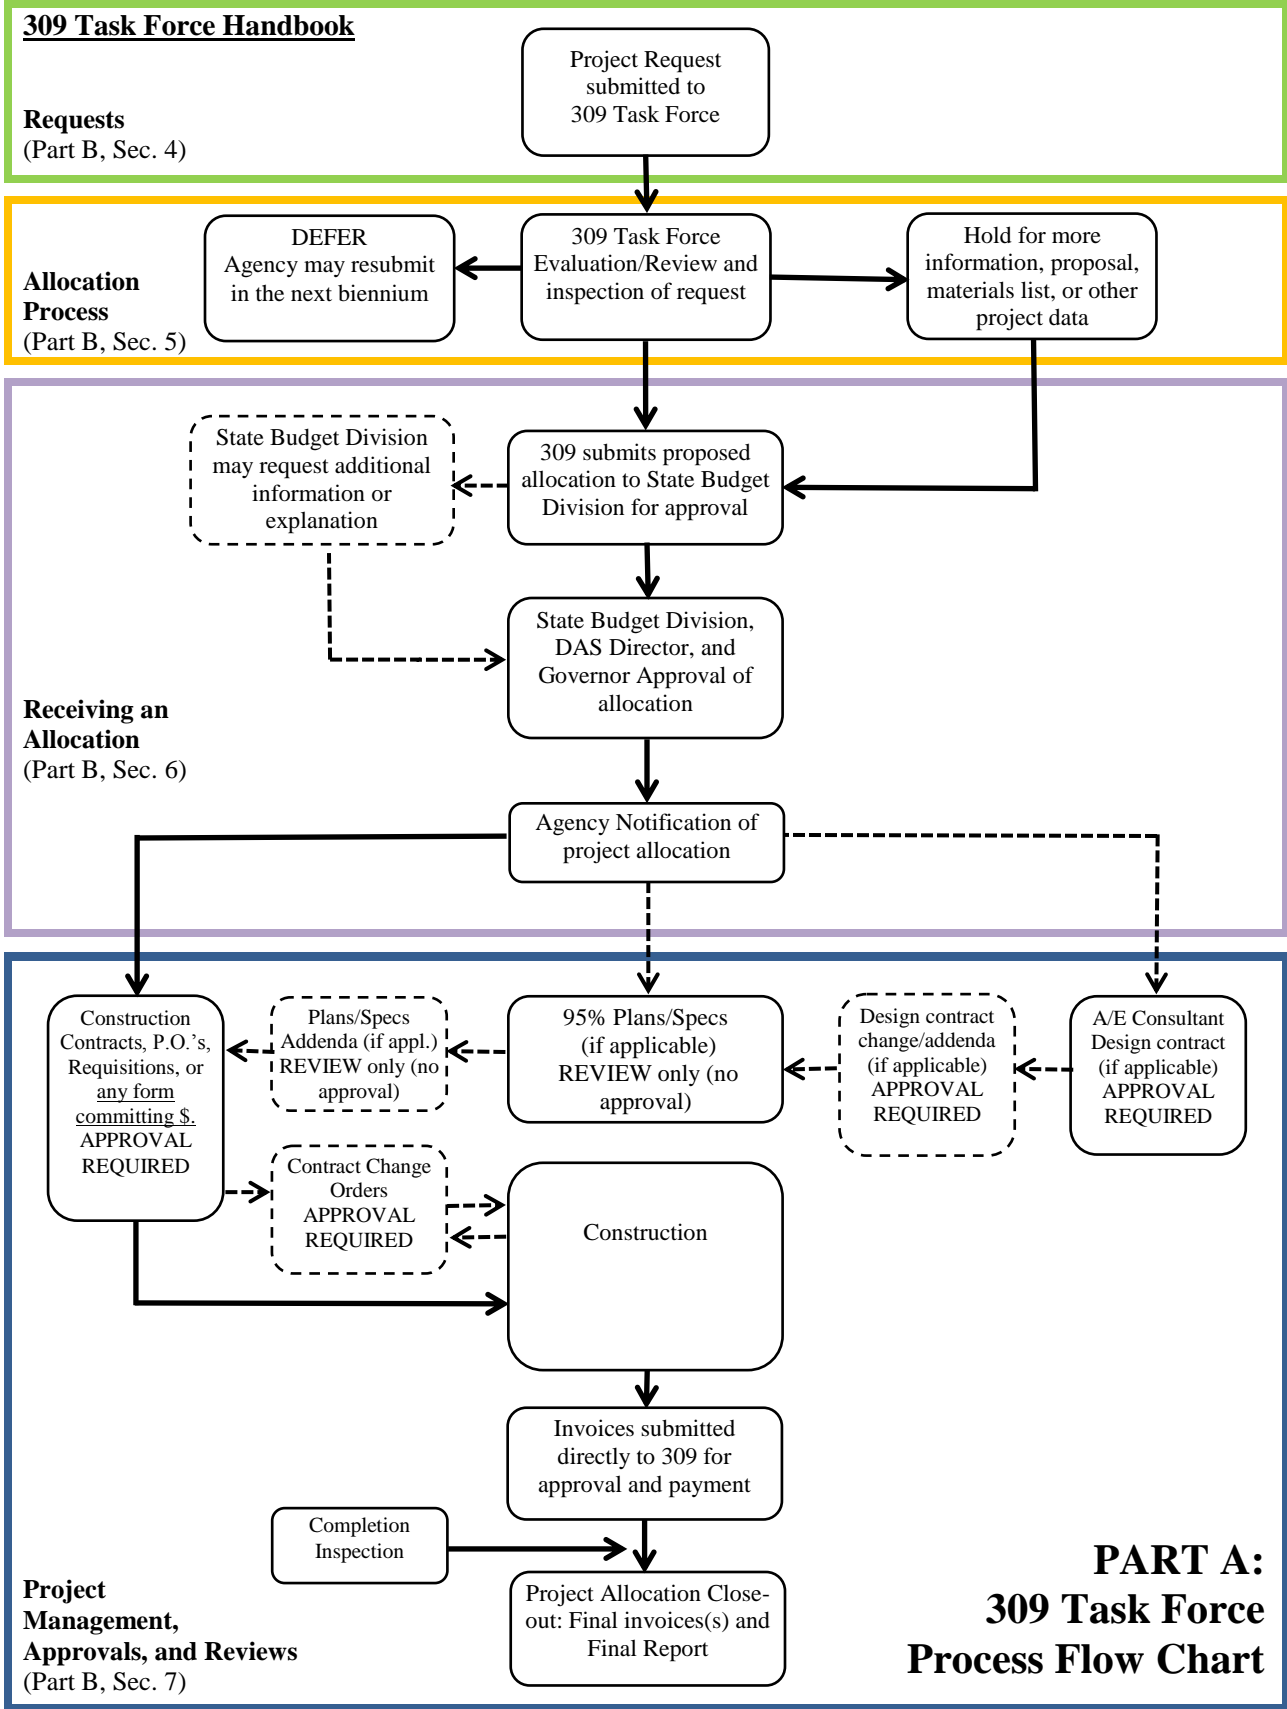 309 Task Force Handbook
Project Request
submitted to
309 Task Force
Requests
(Part B, Sec. 4)
DEFER
Agency may resubmit
in the next biennium
309 Task Force
Evaluation/Review and
inspection of request
Hold for more
information, proposal,
materials list, or other
project data
Allocation
Process
(Part B, Sec. 5)
State Budget Division
may request additional
information or
explanation
309 submits proposed
allocation to State Budget
Division for approval
State Budget Division,
DAS Director, and
Governor Approval of
allocation
Receiving an
Allocation
(Part B, Sec. 6)
Agency Notification of
project allocation
Construction
Contracts, P.O.’s,
Requisitions, or
any form
committing $.
APPROVAL
REQUIRED
Plans/Specs
Addenda (if appl.)
REVIEW only (no
approval)
95% Plans/Specs
(if applicable)
REVIEW only (no
approval)
Design contract
change/addenda
(if applicable)
APPROVAL
REQUIRED
A/E Consultant
Design contract
(if applicable)
APPROVAL
REQUIRED
Contract Change
Orders
APPROVAL
REQUIRED
Construction
Invoices submitted
directly to 309 for
approval and payment
Completion
Inspection
Project Allocation Close-
out: Final invoices(s) and
Final Report
Project
Management,
Approvals, and Reviews
(Part B, Sec. 7)
PART A:
309 Task Force
Process Flow Chart